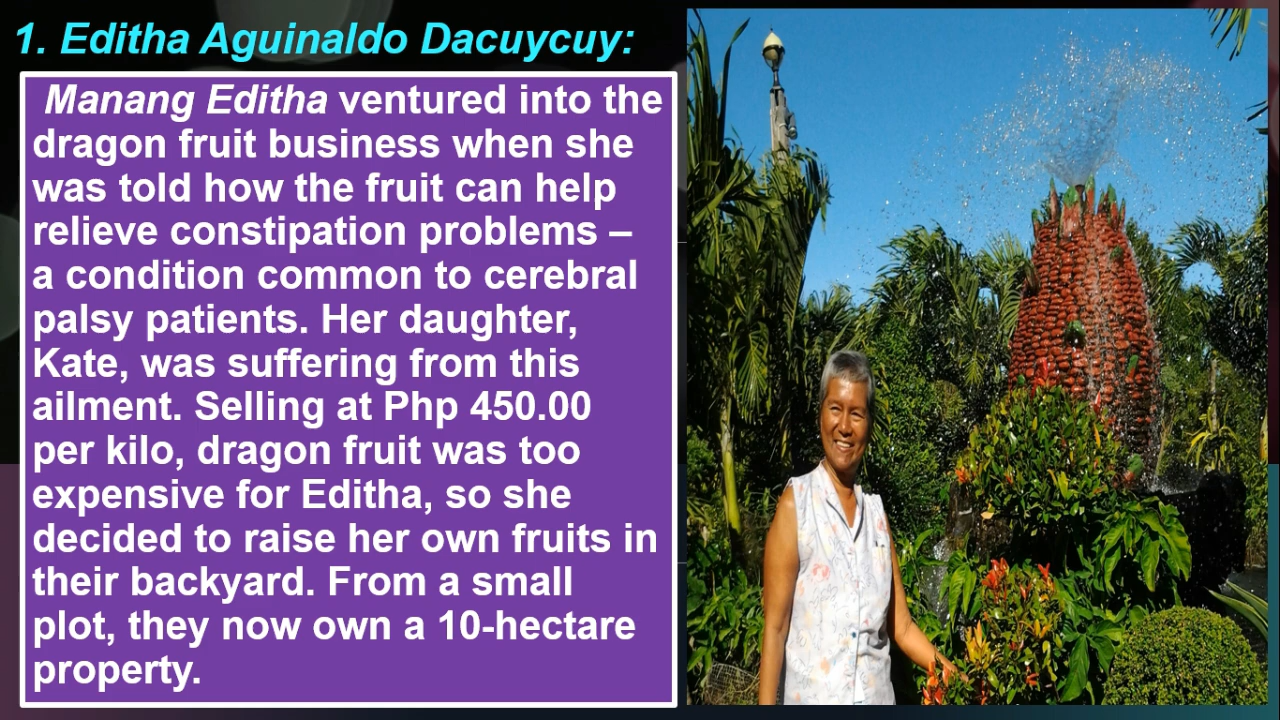 1. Editha Aguinaldo Dacuycuy:
Manang Editha ventured into the
dragon fruit business when she
was told how the fruit can help
relieve constipation problems –
a condition common to cerebral
palsy patients. Her daughter,
Kate, was suffering from this
ailment. Selling at Php 450.00
per kilo, dragon fruit was too
expensive for Editha, so she
decided to raise her own fruits in
their backyard. From a small
plot, they now own a 10-hectare
property.